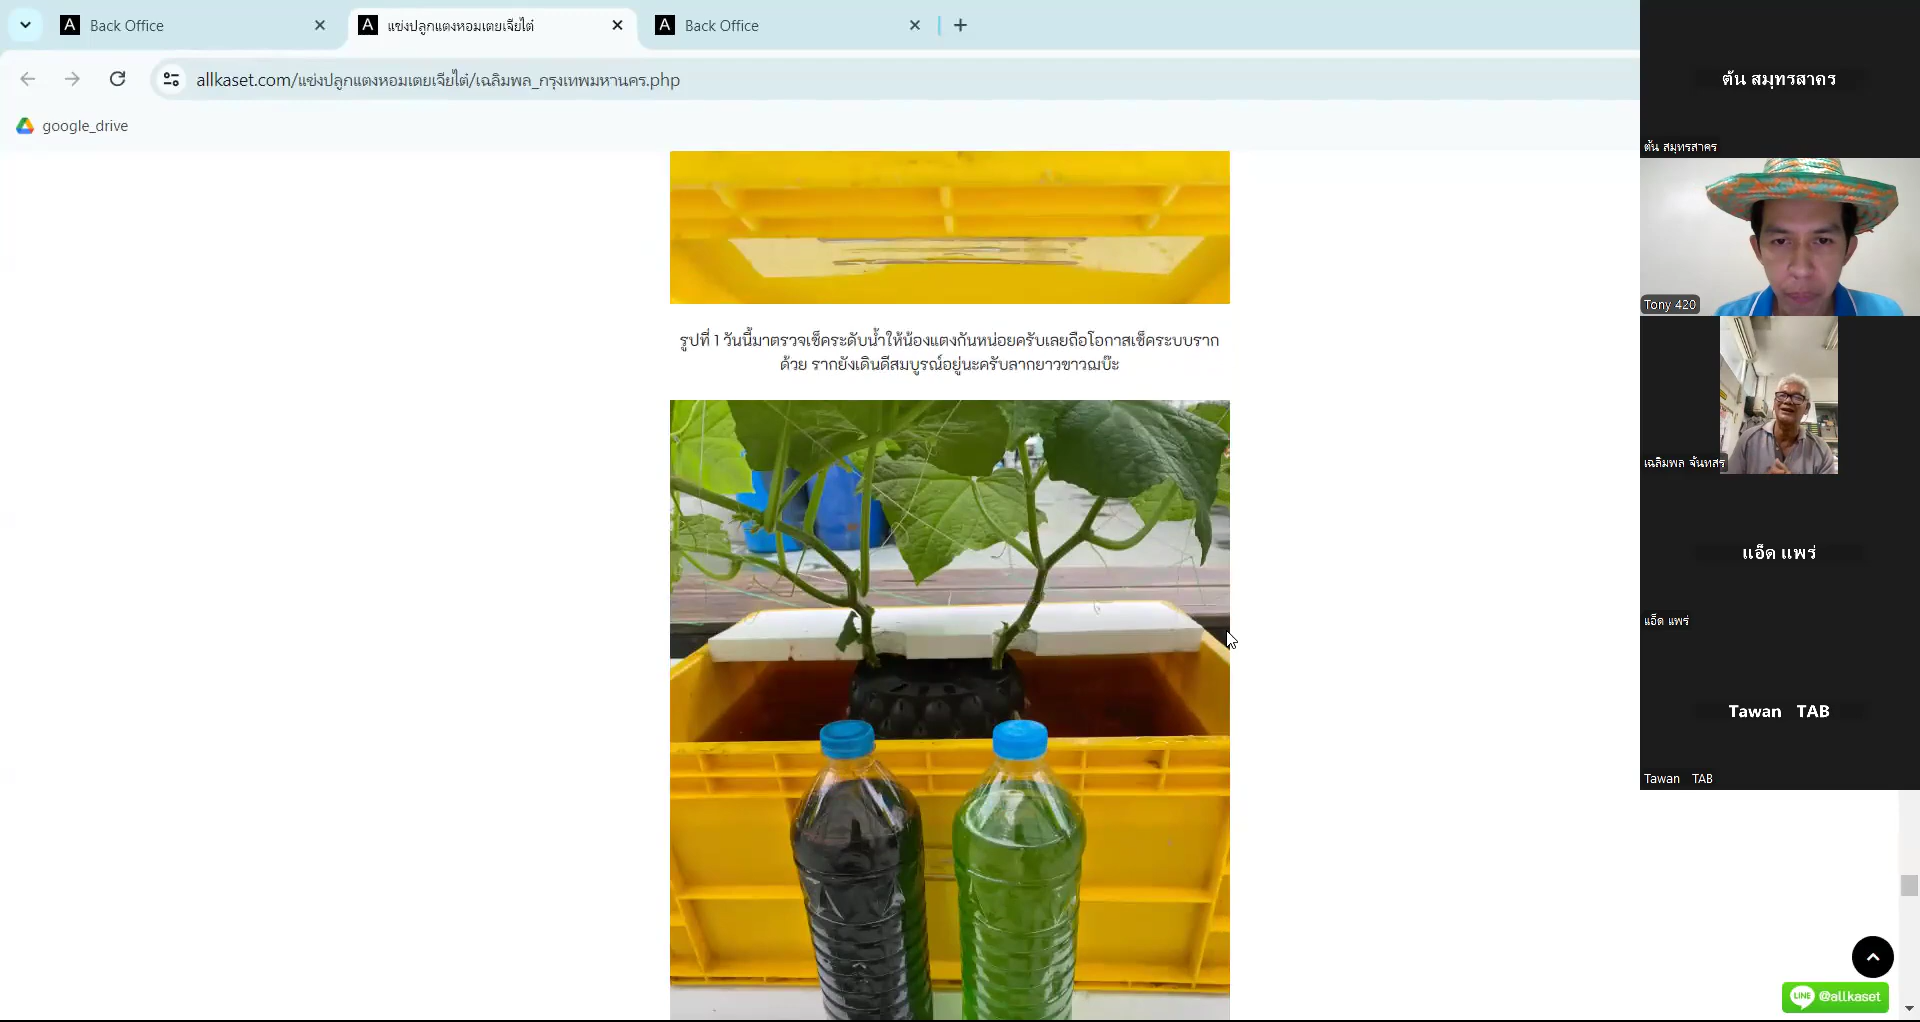 Back Office
แข่งปลูกแตงหอมเตยเจียไต๋
Back Office
allkaset.com/แข่งปลูกแตงหอมเตยเจียไต๋/เฉลิมพล_กรุงเทพมหานคร.php
google_drive
รูปที่ 1 วันนี้มาตรวจเช็คระดับน้ำให้น้องแตงกันหน่อยครับเลยถือโอกาสเช็คระบบราก
ด้วย รากยังเดินดีสมบูรณ์อยู่นะครับลากยาวขาวฌบ๊ะ
ต้น สมุทรสาคร
ต้น สมุทรสาคร
Tony 420
เฉลิมพล จันทสร
แอ็ด แพร่
แอ็ด แพร่
Tawan TAB
Tawan TAB
LINE @allkaset